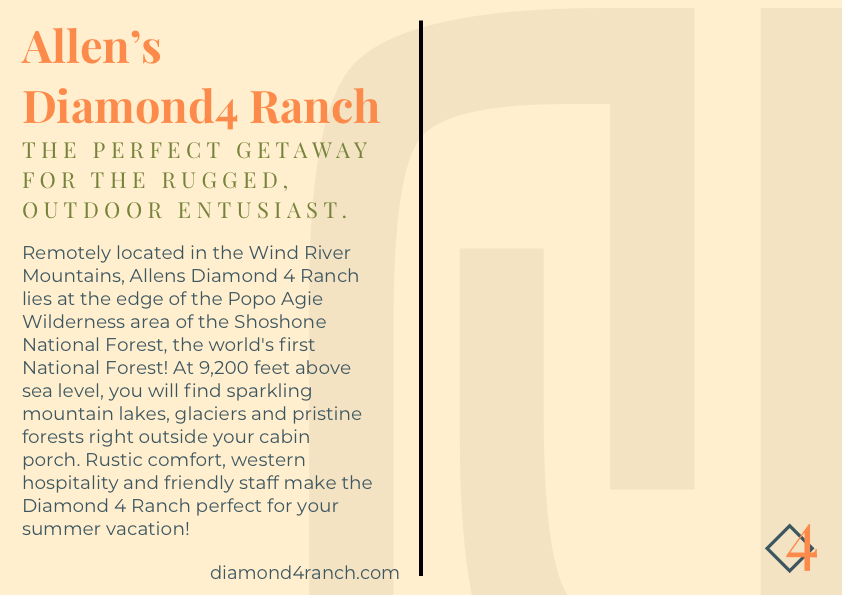 Allen’s
Diamond4 Ranch
THE PERFECT GETAWAY
FOR THE RUGGED,
OUTDOOR ENTUSIAST.
Remotely located in the Wind River
Mountains, Allens Diamond 4 Ranch
lies at the edge of the Popo Agie
Wilderness area of the Shoshone
National Forest, the world's first
National Forest! At 9,200 feet above
sea level, you will find sparkling
mountain lakes, glaciers and pristine
forests right outside your cabin
porch. Rustic comfort, western
hospitality and friendly staff make the
Diamond 4 Ranch perfect for your
summer vacation!
diamond4ranch.com
4